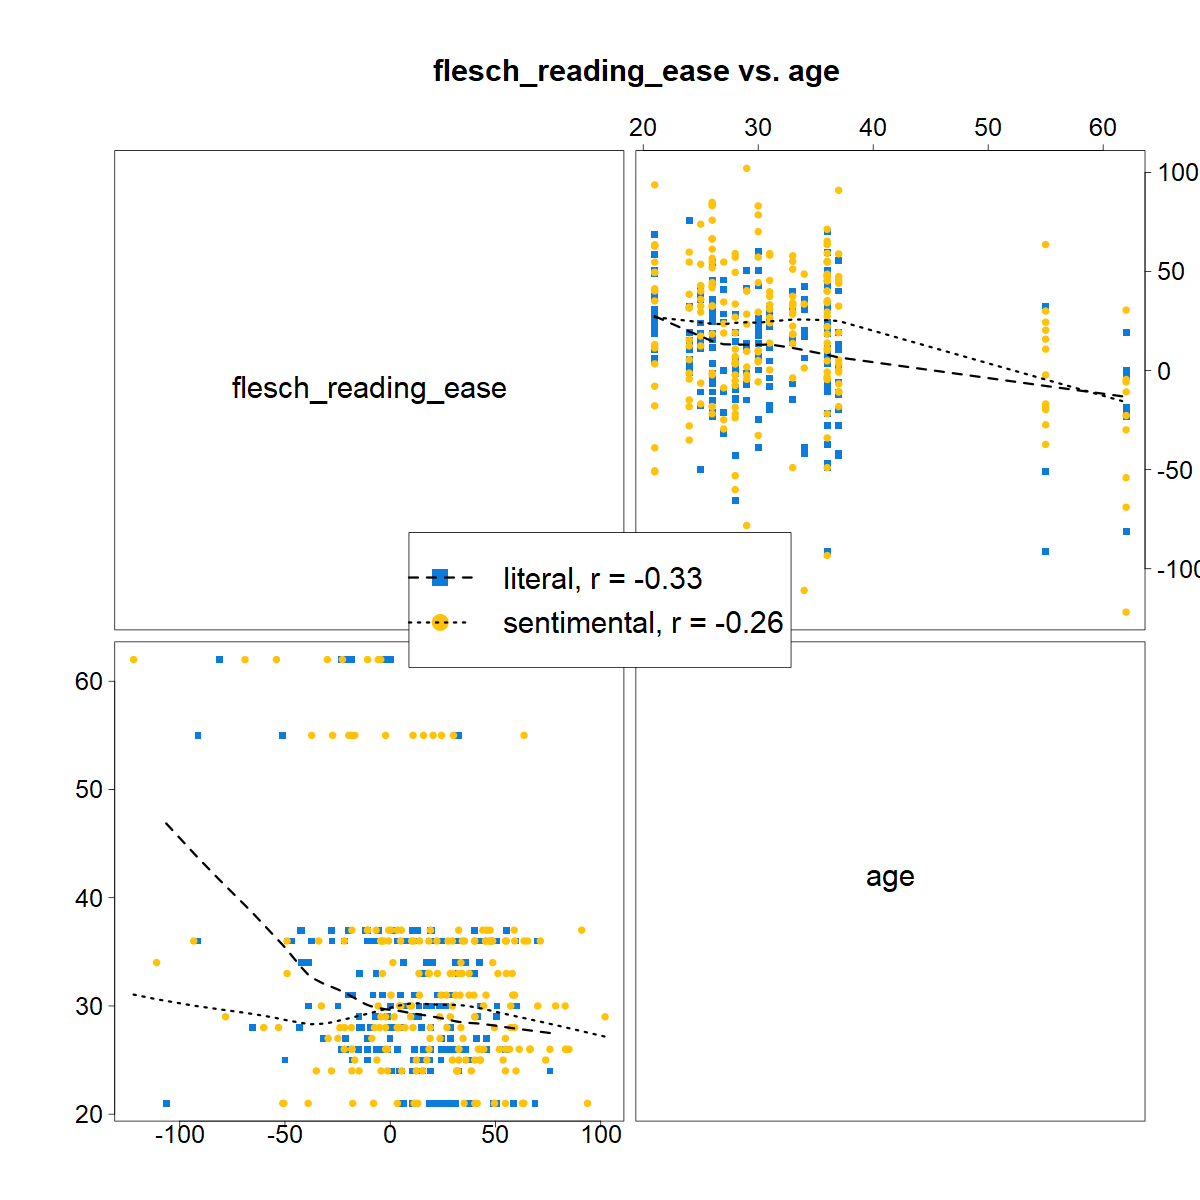 flesch_reading_ease vs. age
20 30 40 50 60
flesch_reading_ease
100
50
0
-50
-100
literal, r = -0.33
sentimental, r = -0.26
60
50
40
30
20
age
-100 -50 0 50 100